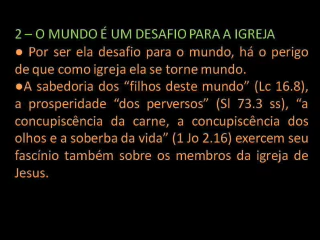 2 – O MUNDO É UM DESAFIO PARA A IGREJA
● Por ser ela desafio para o mundo, há o perigo
de que como igreja ela se torne mundo.
●A sabedoria dos “filhos deste mundo” (Lc 16.8),
a prosperidade “dos perversos” (Sl 73.3 ss), “a
concupiscência da carne, a concupiscência dos
olhos e a soberba da vida” (1 Jo 2.16) exercem seu
fascínio também sobre os membros da igreja de
Jesus.